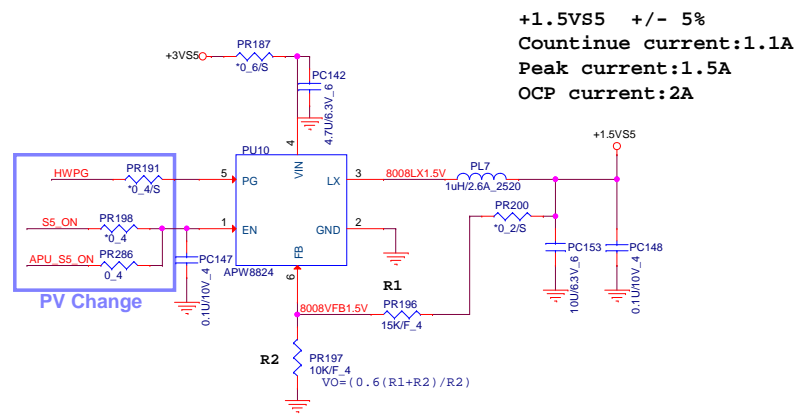 +1.5VS5 +/- 5%
Countinue current:1.1A
Peak current:1.5A
OCP current:2A
+3VS5
PR187
*0_6/S
PC142
4.7U/6.3V_6
+1.5VS5
PU10
4
VIN
HWPG
PR191
*0_4/S
5
PG
LX
3
8008LX1.5V
PL7
1uH/2.6A_2520
S5_ON
PR198
*0_4
1
EN
GND
2
PR200
*0_2/S
APU_S5_ON
PR286
0_4
PC147
0.1U/10V_4
FB
APW8824
6
PC153
10U/6.3V_6
PC148
0.1U/10V_4
PV Change
8008VFB1.5V
R1
PR196
15K/F_4
R2
PR197
10K/F_4
VO=(0.6(R1+R2)/R2)